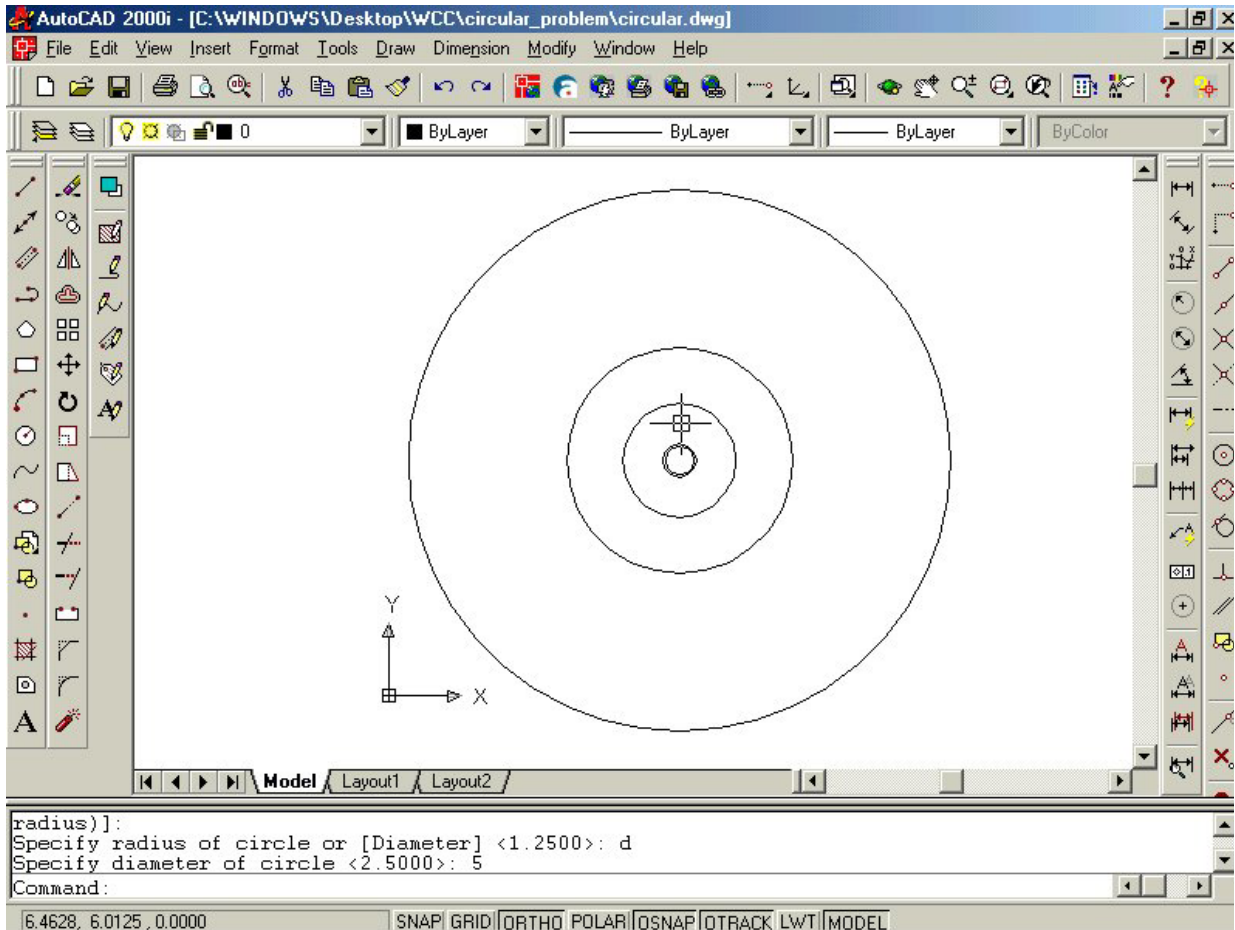 AutoCAD 2000i - [C:\WINDOWS\Desktop\WCC\circular_problem\circular.dwg]
File Edit View Insert Format Tools Draw Dimension Modify Window Help
0 ByLayer ByLayer ByLayer ByColor
Y
X
A
Model Layout1 Layout2
radius)]:
Specify radius of circle or [Diameter] <1.2500>: d
Specify diameter of circle <2.5000>: 5
Command:
6.4628, 6.0125, 0.0000 SNAP GRID ORTHO POLAR OSNAP OTRACK LWT MODEL